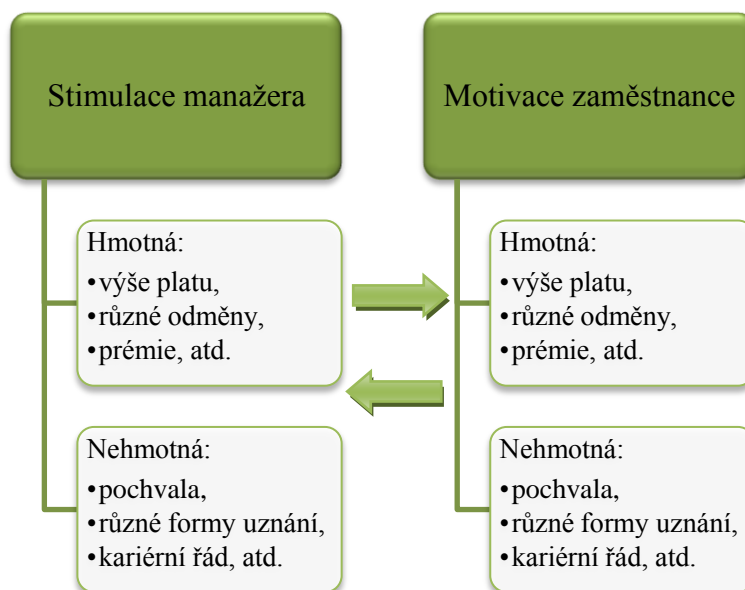 Stimulace manažera
Hmotná:
•výše platu,
•různé odměny,
•prémie, atd.
Nehmotná:
•pochvala,
•různé formy uznání,
•kariérní řád, atd.
Motivace zaměstnance
Hmotná:
•výše platu,
•různé odměny,
•prémie, atd.
Nehmotná:
•pochvala,
•různé formy uznání,
•kariérní řád, atd.